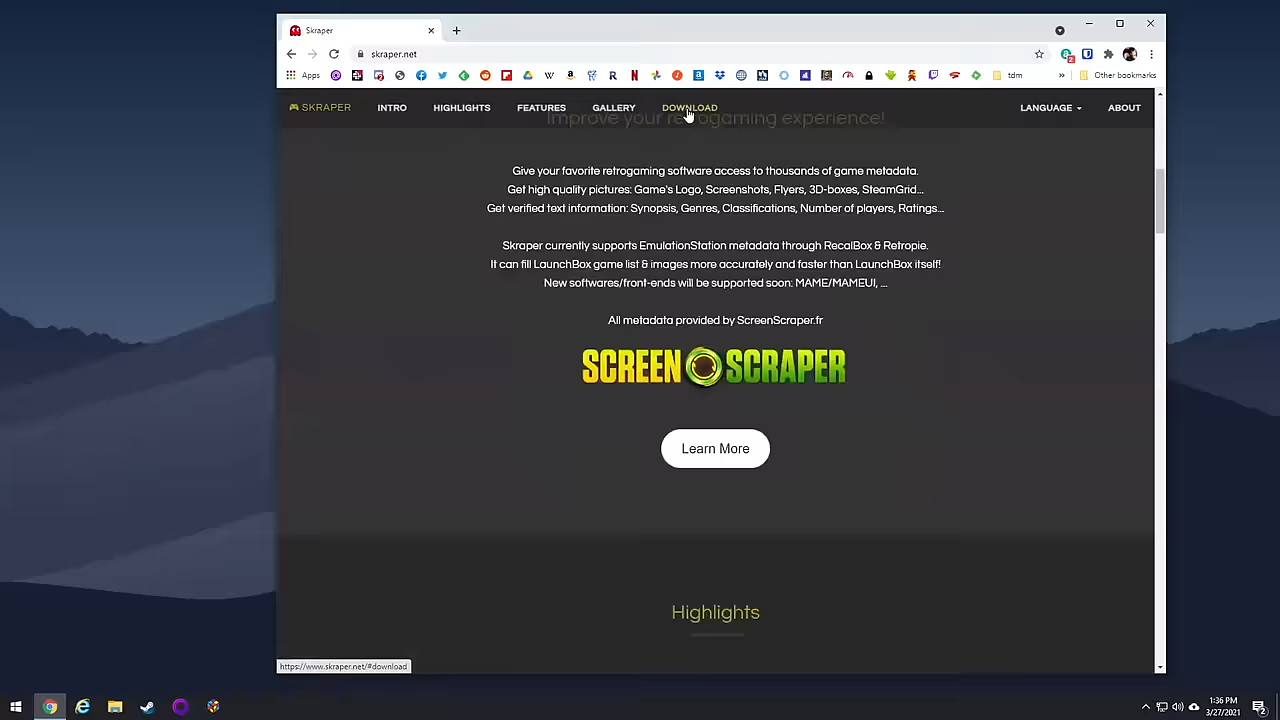 Skraper
skraper.net
Apps
tdm
»
Other bookmarks
SKRAPER
INTRO
HIGHLIGHTS
FEATURES
GALLERY
DOWNLOAD
LANGUAGE
ABOUT
Improve your retrogaming experience!
Give your favorite retrogaming software access to thousands of game metadata.
Get high quality pictures: Game's Logo, Screenshots, Flyers, 3D-boxes, SteamGrid...
Get verified text information: Synopsis, Genres, Classifications, Number of players, Ratings...
Skraper currently supports EmulationStation metadata through RecalBox & Retropie.
It can fill LaunchBox game list & images more accurately and faster than LaunchBox itself!
New softwares/front-ends will be supported soon: MAME/MAMEUI, ...
All metadata provided by ScreenScraper.fr
SCREEN SCRAPER
Learn More
Highlights
https://www.skraper.net/#download
1:36 PM
3/27/2021